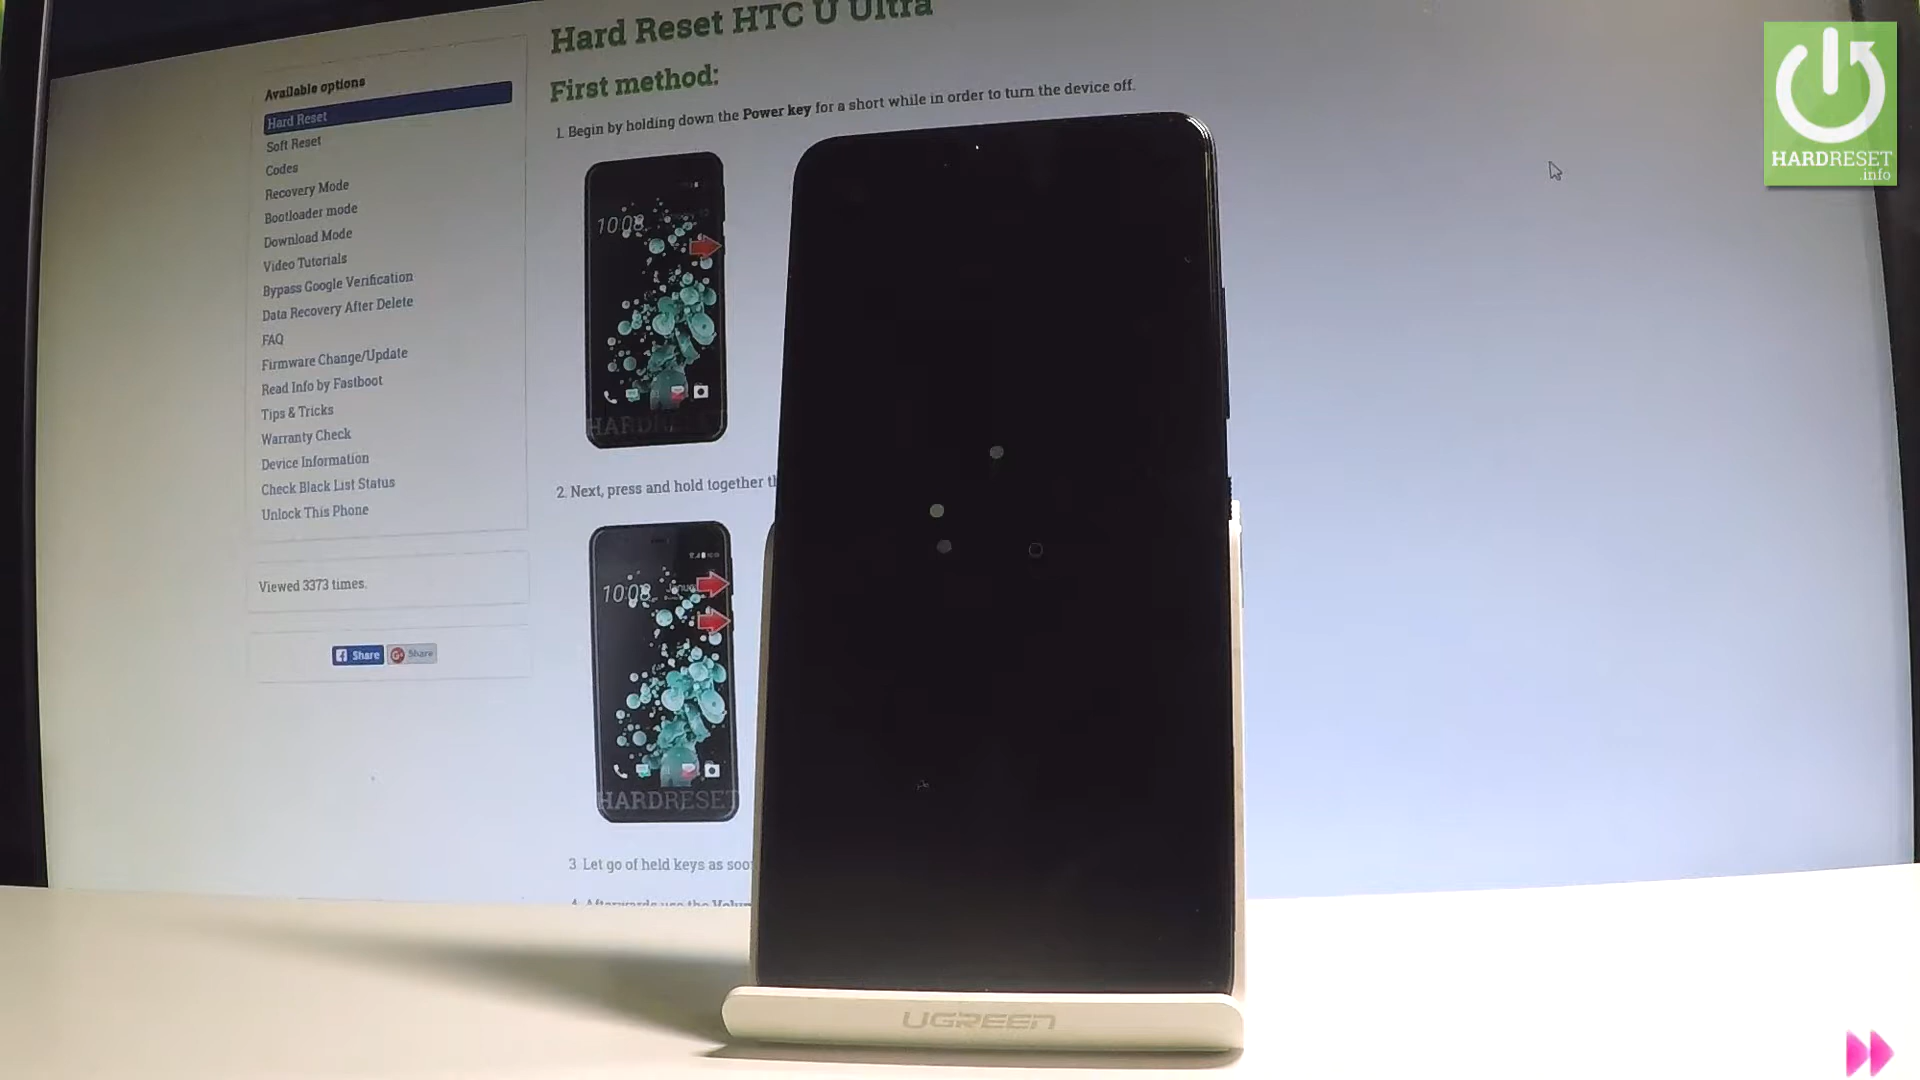 Hard Reset HTC U Ultra
First method:
1. Begin by holding down the Power key for a short while in order to turn the device off.
Available options
Hard Reset
Soft Reset
Codes
Recovery Mode
Bootloader mode
Download Mode
Video Tutorials
Bypass Google Verification
Data Recovery After Delete
FAQ
Firmware Change/Update
Read Info by Fastboot
Tips & Tricks
Warranty Check
Device Information
Check Black List Status
Unlock This Phone
Viewed 3373 times.
Share
Share
10:08
2. Next, press and hold together
10:08
HARDRESET
3 Let go of held keys as
4. Afterwards use the
UGREEN
HARDRESET
.info